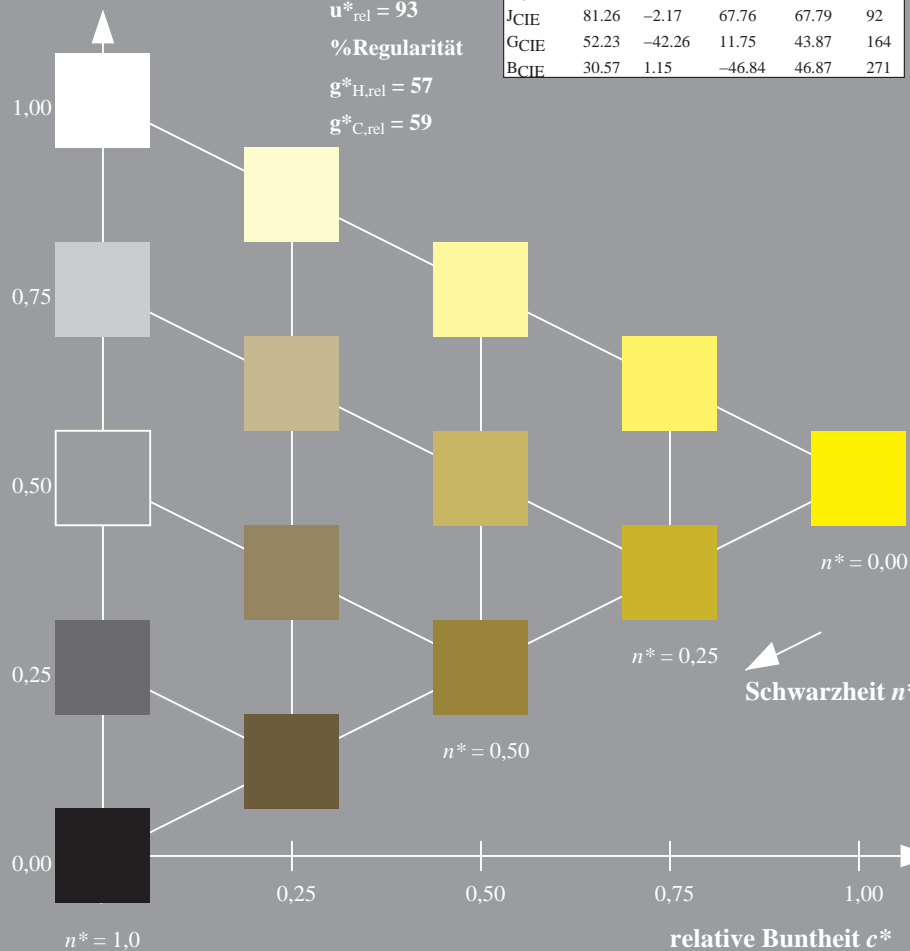 u*rel = 93
%Regularität
g*H,rel = 57
g*C,rel = 59
JCIE 81.26 −2.17 67.76 67.79 92
GCIE 52.23 −42.26 11.75 43.87 164
BCIE 30.57 1.15 −46.84 46.87 271
1,00
0,75
0,50
n* = 0,00
n* = 0,25
0,25
Schwarzheit n*
n* = 0,50
0,00
0,25 0,50 0,75 1,00
n* = 1,0
relative Buntheit c*